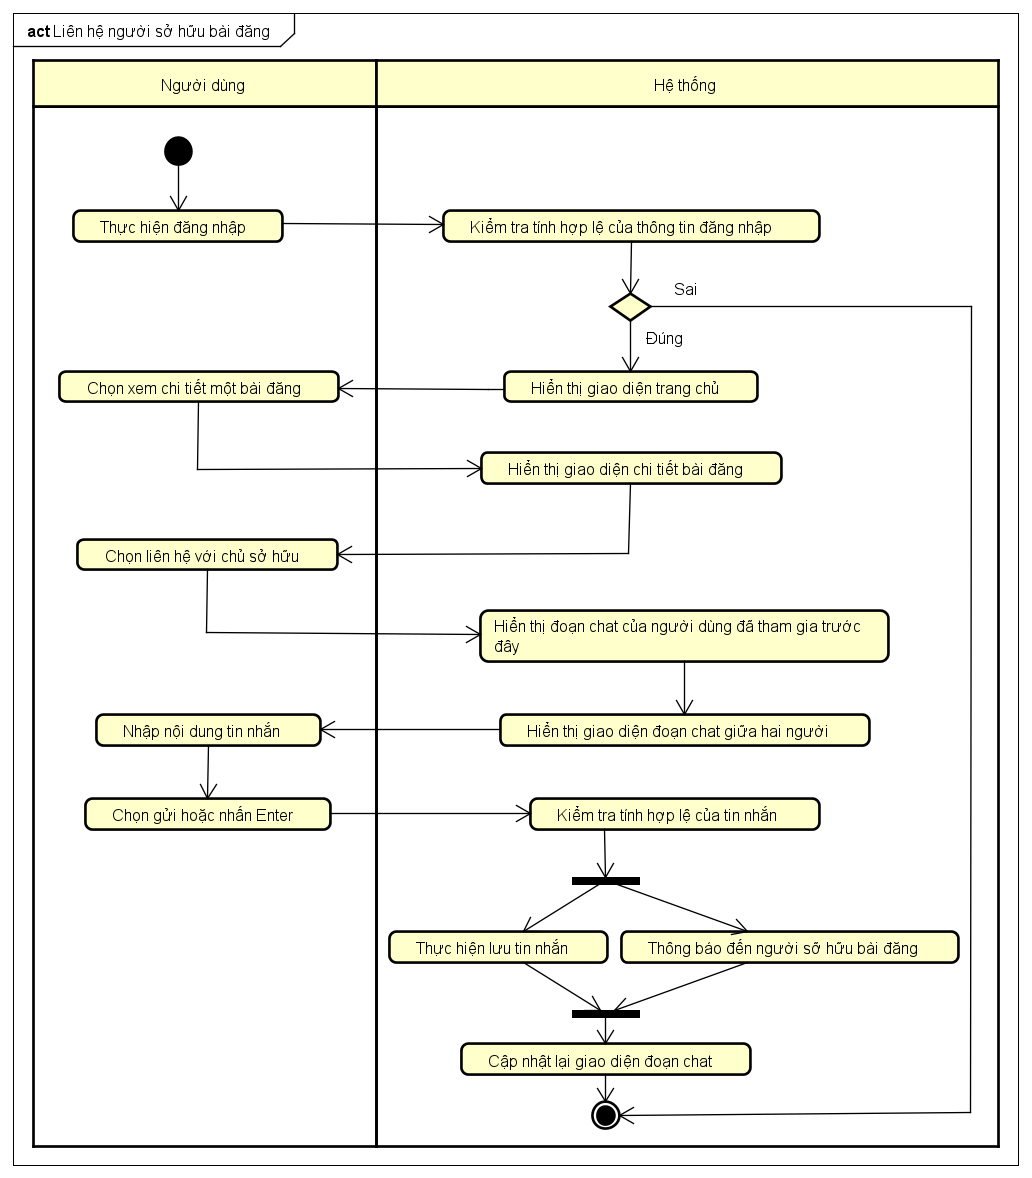 act Liên hệ người sở hữu bài đăng
Người dùng
Hệ thống
Thực hiện đăng nhập
Kiểm tra tính hợp lệ của thông tin đăng nhập
Sai
Đúng
Chọn xem chi tiết một bài đăng
Hiển thị giao diện trang chủ
Hiển thị giao diện chi tiết bài đăng
Chọn liên hệ với chủ sở hữu
Hiển thị đoạn chat của người dùng đã tham gia trước
đây
Nhập nội dung tin nhắn
Hiển thị giao diện đoạn chat giữa hai người
Chọn gửi hoặc nhấn Enter
Kiểm tra tính hợp lệ của tin nhắn
Thực hiện lưu tin nhắn
Thông báo đến người sỡ hữu bài đăng
Cập nhật lại giao diện đoạn chat